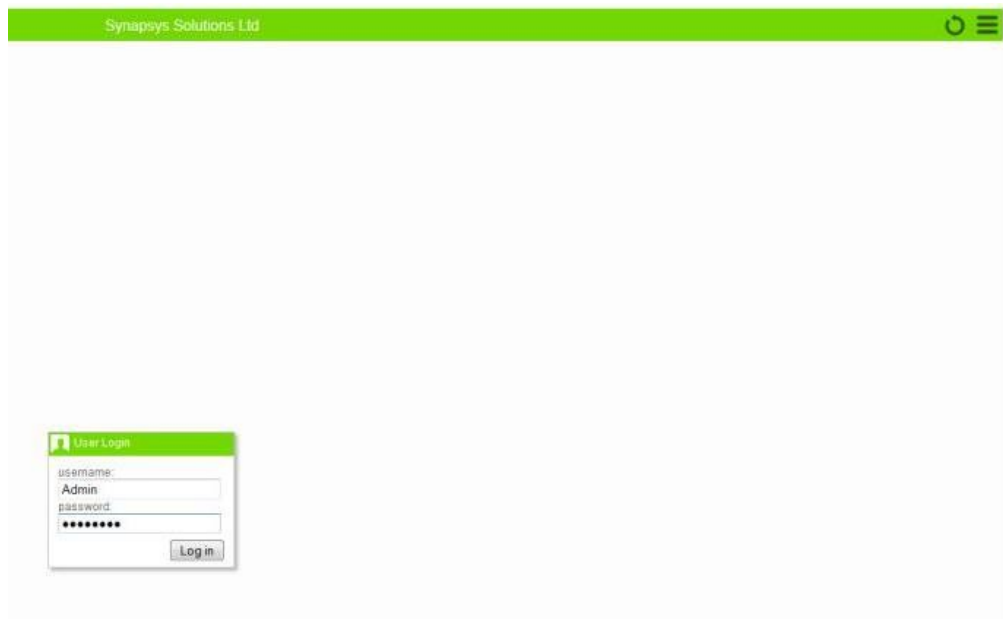 Synapsys Solutions Ltd
User Login
username:
Admin
password:
••••••••
Log in